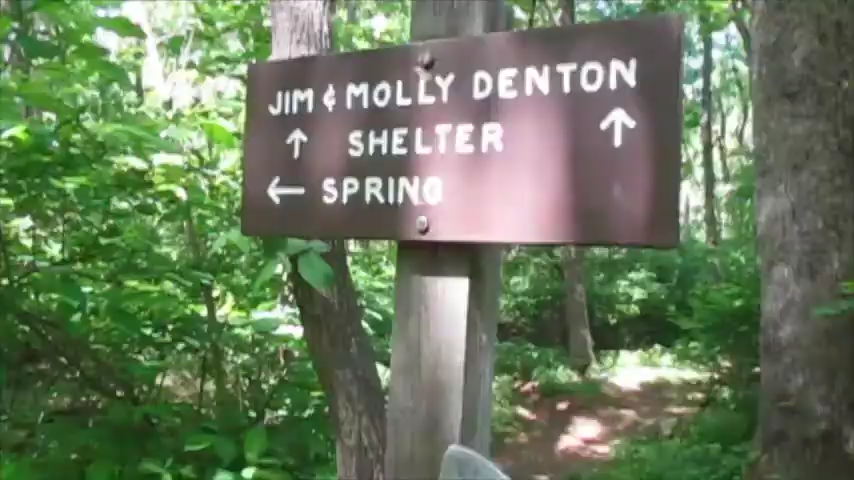 JIM & MOLLY DENTON
↑ SHELTER ↑
← SPRING